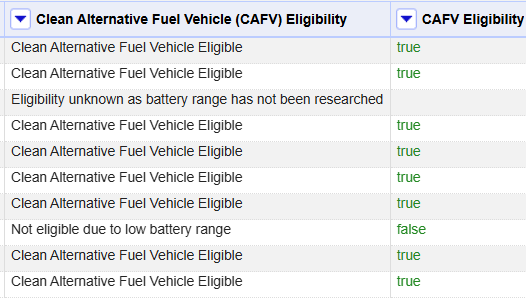 Clean Alternative Fuel Vehicle (CAFV) Eligibility CAFV Eligibility
Clean Alternative Fuel Vehicle Eligible true
Clean Alternative Fuel Vehicle Eligible true
Eligibility unknown as battery range has not been researched
Clean Alternative Fuel Vehicle Eligible true
Clean Alternative Fuel Vehicle Eligible true
Clean Alternative Fuel Vehicle Eligible true
Clean Alternative Fuel Vehicle Eligible true
Not eligible due to low battery range false
Clean Alternative Fuel Vehicle Eligible true
Clean Alternative Fuel Vehicle Eligible true